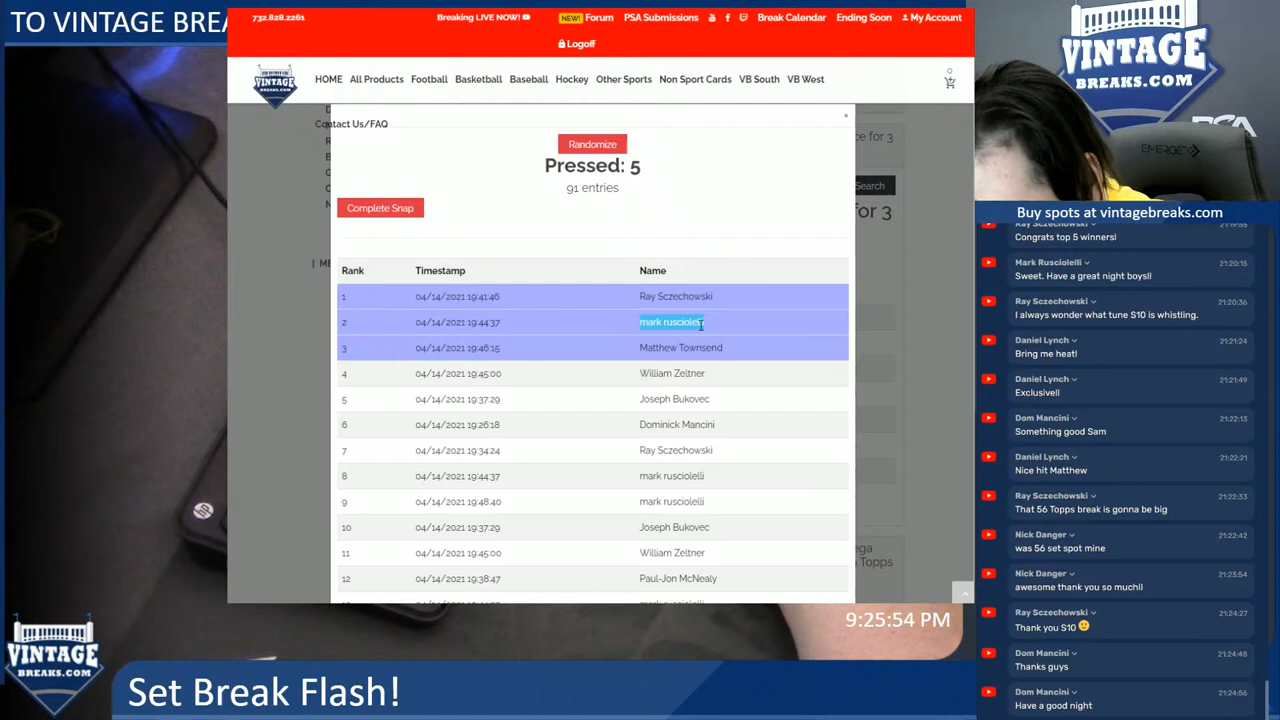 TO VINTAGE BREA
732.828.2261
Breaking LIVE NOW!
NEW! Forum
PSA Submissions
Break Calendar
Ending Soon
My Account
Logoff
VINTAGE
BREAKS.COM
HOME
All Products
Football
Basketball
Baseball
Hockey
Other Sports
Non Sport Cards
VB South
VB West
0
Contact Us/FAQ
×
Randomize
Pressed: 5
91 entries
Complete Snap
ce for 3
Search
for 3
ega
Topps
Rank Timestamp Name
1 04/14/2021 19:41:46 Ray Sczechowski
2 04/14/2021 19:44:37 mark rusciolelli
3 04/14/2021 19:46:15 Matthew Townsend
4 04/14/2021 19:45:00 William Zeltner
5 04/14/2021 19:37:29 Joseph Bukovec
6 04/14/2021 19:26:18 Dominick Mancini
7 04/14/2021 19:34:24 Ray Sczechowski
8 04/14/2021 19:44:37 mark rusciolelli
9 04/14/2021 19:48:40 mark rusciolelli
10 04/14/2021 19:37:29 Joseph Bukovec
11 04/14/2021 19:45:00 William Zeltner
12 04/14/2021 19:38:47 Paul-Jon McNealy
9:25:54 PM
VINTAGE
BREAKS.COM
PSA
EMERGE
Buy spots at vintagebreaks.com
Ray Sczechowski 21:19:55
Congrats top 5 winners!
Mark Rusciolelli 21:20:15
Sweet. Have a great night boys!!
Ray Sczechowski 21:20:36
I always wonder what tune S10 is whistling.
Daniel Lynch 21:21:24
Bring me heat!
Daniel Lynch 21:21:49
Exclusive!!
Dom Mancini 21:22:13
Something good Sam
Daniel Lynch 21:22:21
Nice hit Matthew
Ray Sczechowski 21:22:33
That 56 Topps break is gonna be big
Nick Danger 21:22:42
was 56 set spot mine
Nick Danger 21:23:54
awesome thank you so much!!
Ray Sczechowski 21:24:27
Thank you S10 🙂
Dom Mancini 21:24:48
Thanks guys
Dom Mancini 21:24:56
Have a good night
hp
VINTAGE
BREAKS.COM
Set Break Flash!